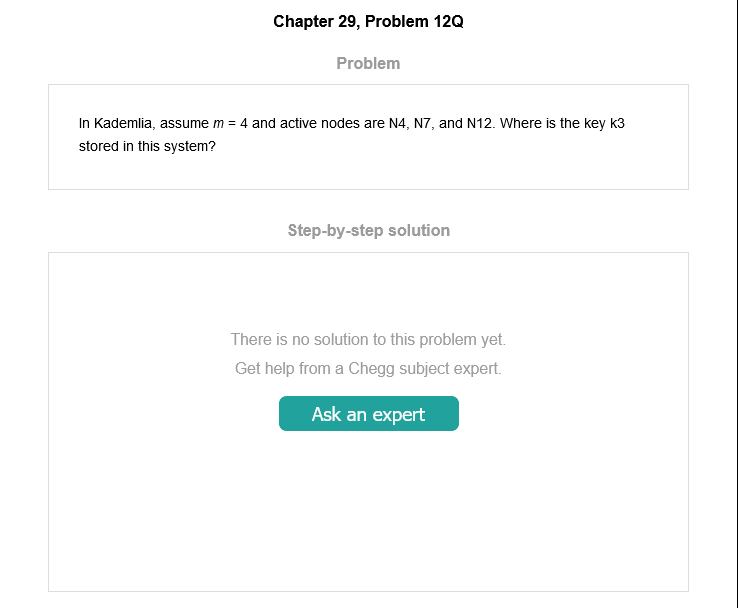 Chapter 29, Problem 12Q
Problem
In Kademlia, assume m = 4 and active nodes are N4, N7, and N12. Where is the key k3
stored in this system?
Step-by-step solution
There is no solution to this problem yet.
Get help from a Chegg subject expert.
Ask an expert